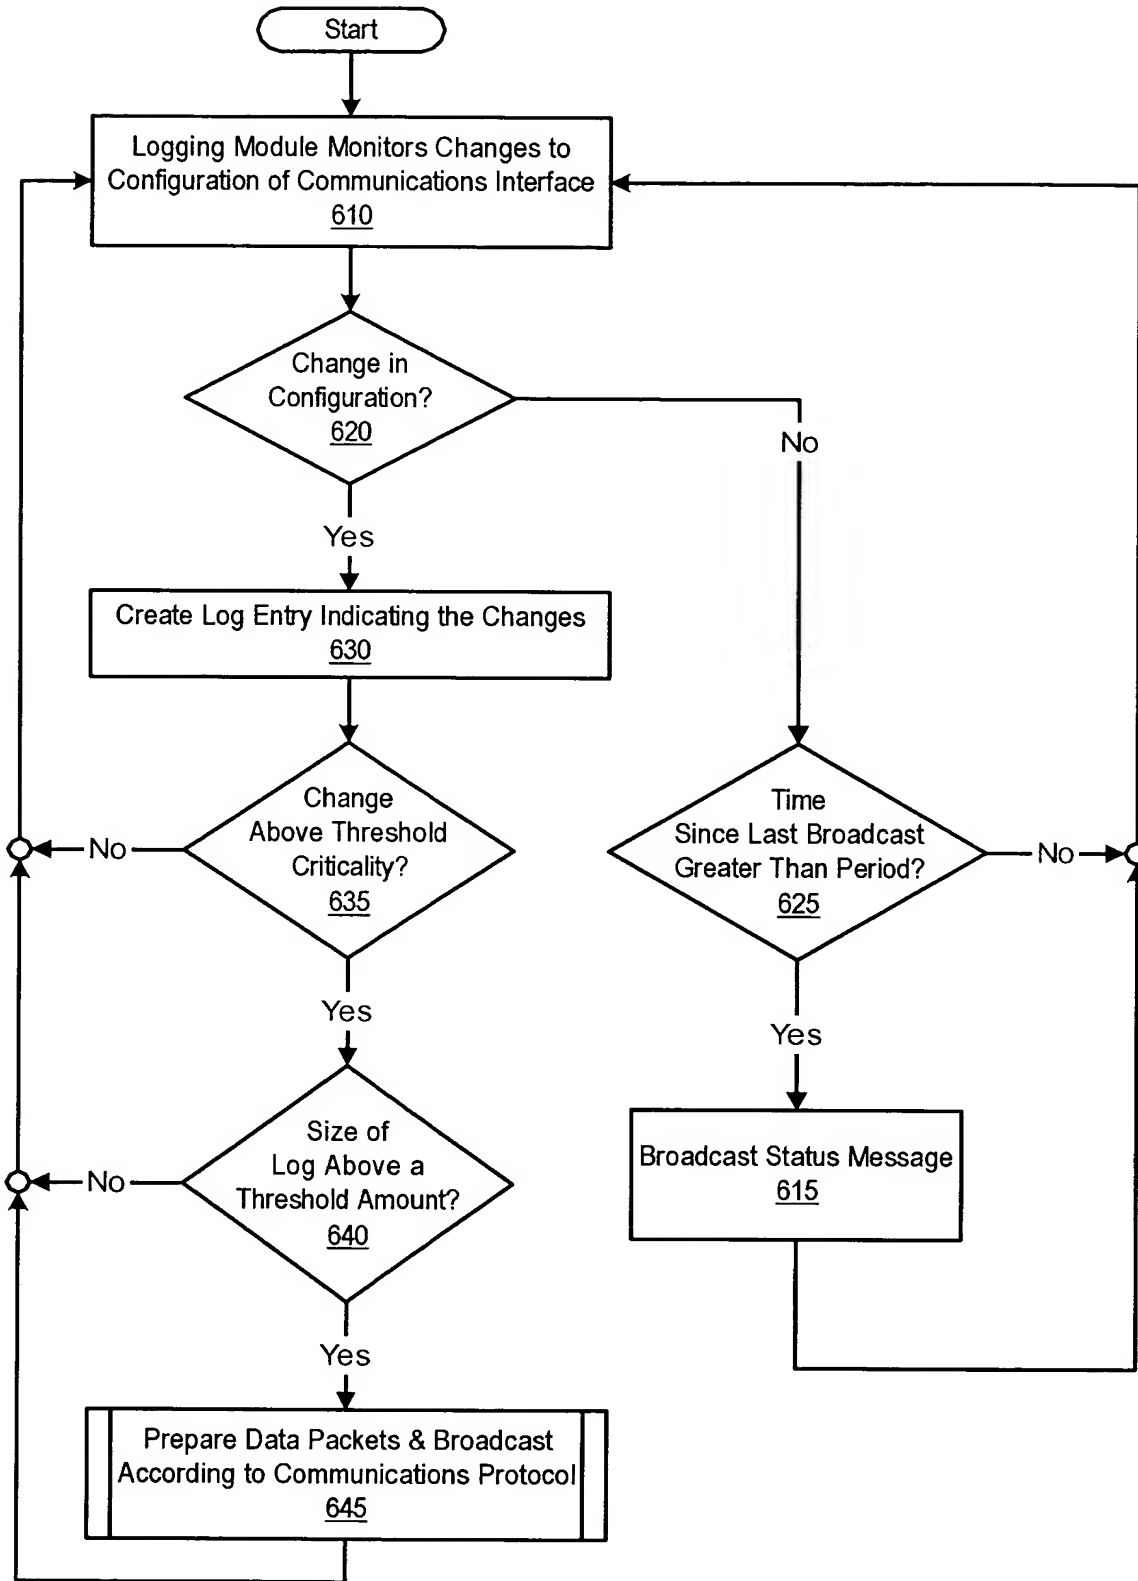 Start
Logging Module Monitors Changes to
Configuration of Communications Interface
610
Change in
Configuration?
620
No
Yes
Create Log Entry Indicating the Changes
630
Change
Above Threshold
Criticality?
635
No
Time
Since Last Broadcast
Greater Than Period?
625
No
Yes
Yes
Size of
Log Above a
Threshold Amount?
640
No
Broadcast Status Message
615
Yes
Prepare Data Packets & Broadcast
According to Communications Protocol
645